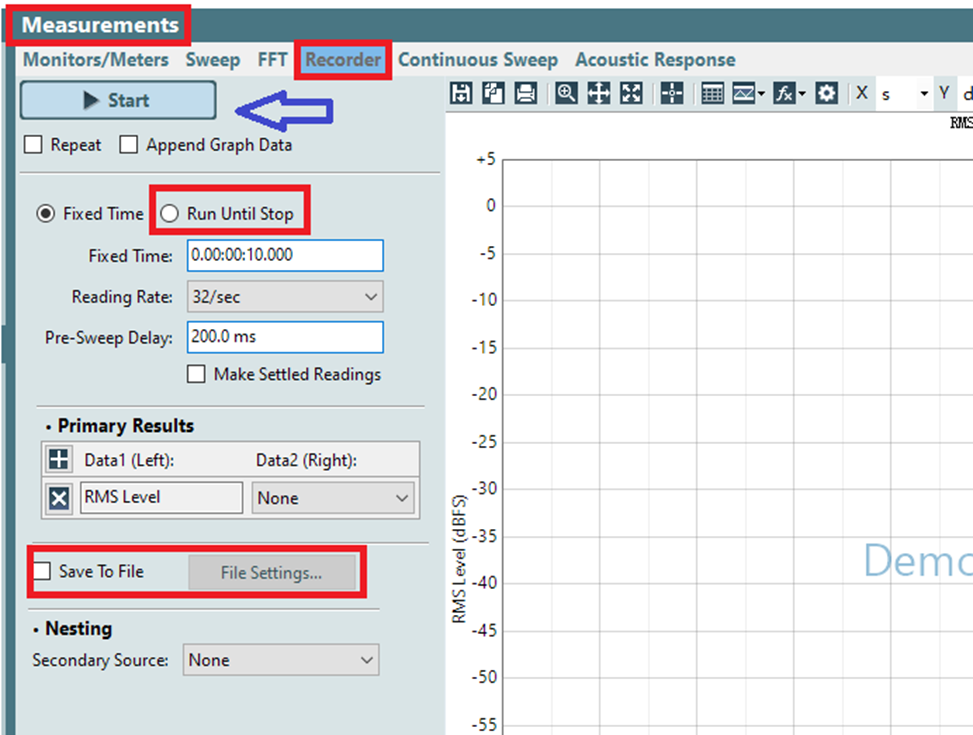 Measurements
Monitors/Meters Sweep FFT Recorder Continuous Sweep Acoustic Response
Start
X s Y
Repeat Append Graph Data
RMS
+5
Fixed Time Run Until Stop
0
Fixed Time: 0.00:00:10.000
-5
Reading Rate: 32/sec
-10
Pre-Sweep Delay: 200.0 ms
-15
Make Settled Readings
-20
Primary Results
-25
Data1 (Left): Data2 (Right):
RMS Level None
-30
RMS Level (dBFS)
-35
Save To File File Settings...
Demo
-40
Nesting
-45
Secondary Source: None
-50
-55